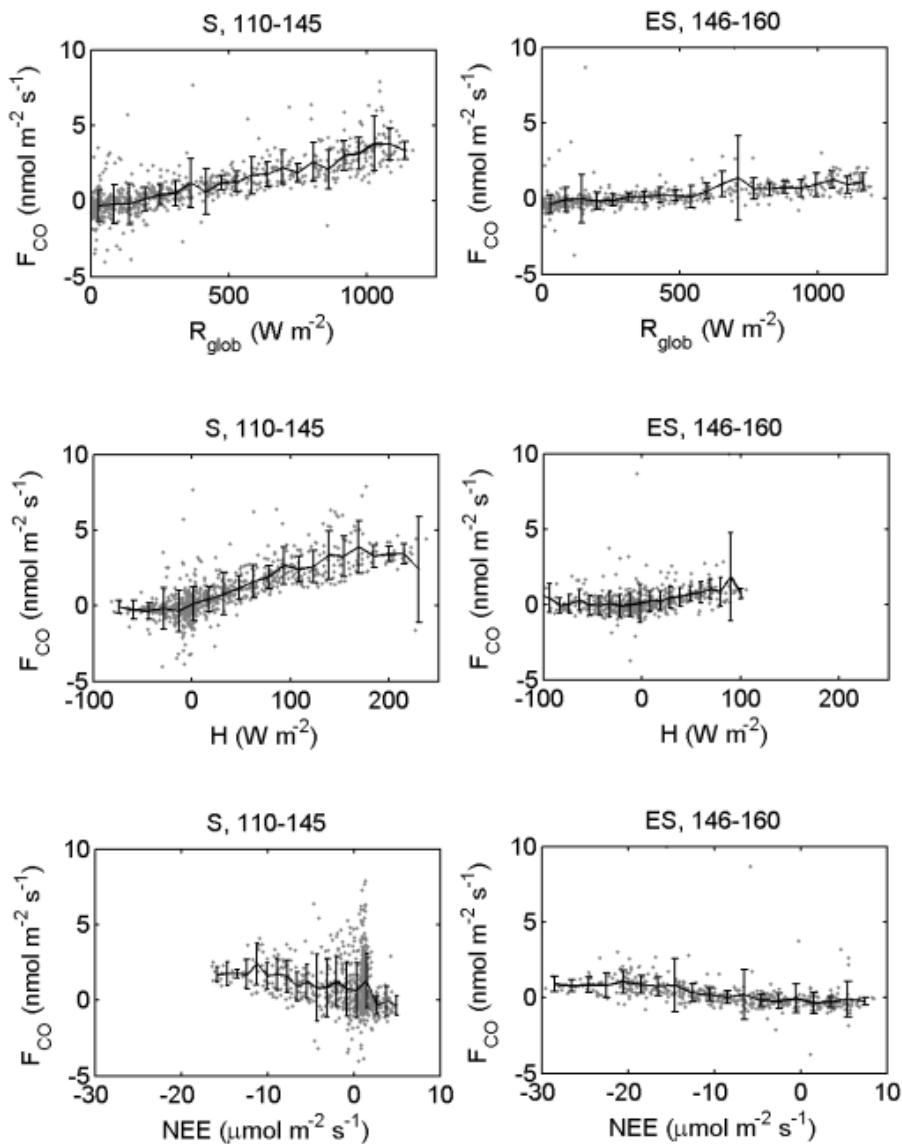 S, 110-145
ES, 146-160
10
5
0
-5
F_CO (nmol m⁻² s⁻¹)
0 500 1000
R_glob (W m⁻²)
10
5
0
-5
F_CO (nmol m⁻² s⁻¹)
0 500 1000
R_glob (W m⁻²)
S, 110-145
ES, 146-160
10
5
0
-5
F_CO (nmol m⁻² s⁻¹)
-100 0 100 200
H (W m⁻²)
10
5
0
-5
F_CO (nmol m⁻² s⁻¹)
-100 0 100 200
H (W m⁻²)
S, 110-145
ES, 146-160
10
5
0
-5
F_CO (nmol m⁻² s⁻¹)
-30 -20 -10 0 10
NEE (μmol m⁻² s⁻¹)
10
5
0
-5
F_CO (nmol m⁻² s⁻¹)
-30 -20 -10 0 10
NEE (μmol m⁻² s⁻¹)